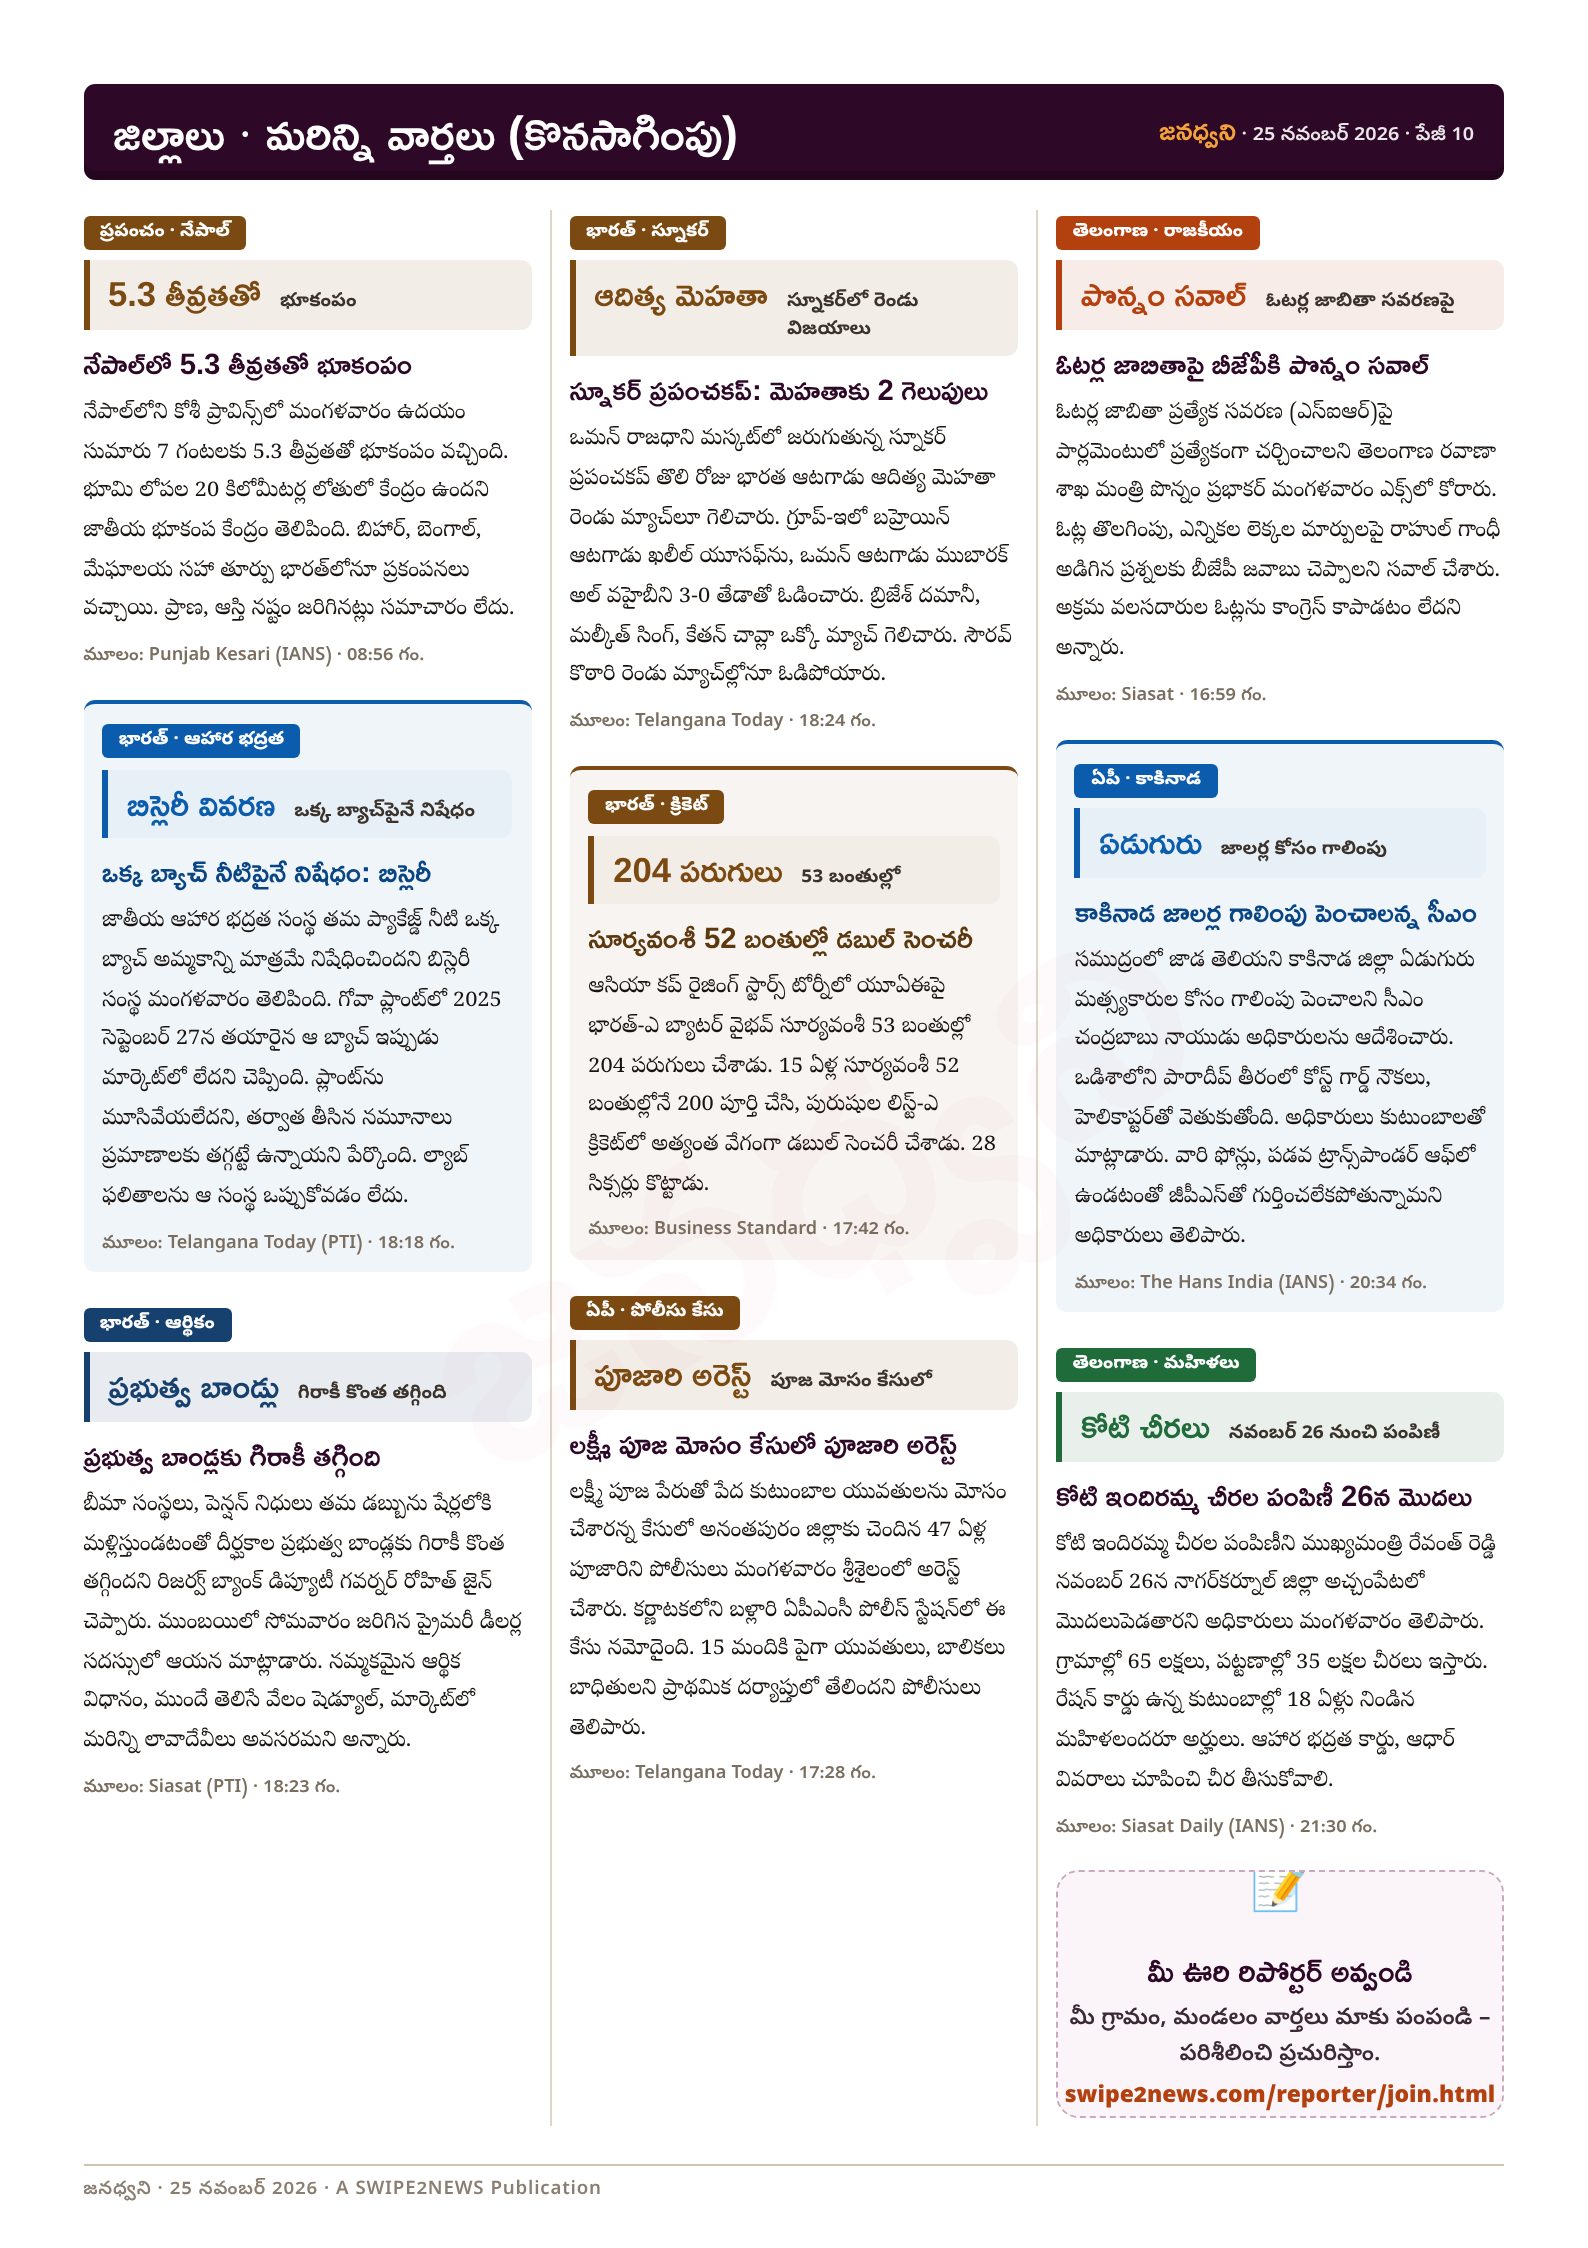 జిల్లాలు · మరిన్ని వార్తలు (కొనసాగింపు)
జనధ్వని · 25 నవంబర్ 2026 · పేజీ 10
ప్రపంచం · నేపాల్
5.3 తీవ్రతతో భూకంపం
నేపాల్‌లో 5.3 తీవ్రతతో భూకంపం
నేపాల్‌లోని కోశీ ప్రావిన్స్‌లో మంగళవారం ఉదయం
సుమారు 7 గంటలకు 5.3 తీవ్రతతో భూకంపం వచ్చింది.
భూమి లోపల 20 కిలోమీటర్ల లోతులో కేంద్రం ఉందని
జాతీయ భూకంప కేంద్రం తెలిపింది. బిహార్, బెంగాల్,
మేఘాలయ సహా తూర్పు భారత్‌లోనూ ప్రకంపనలు
వచ్చాయి. ప్రాణ, ఆస్తి నష్టం జరిగినట్లు సమాచారం లేదు.
మూలం: Punjab Kesari (IANS) · 08:56 గం.
భారత్ · ఆహార భద్రత
బిస్లెరీ వివరణ ఒక్క బ్యాచ్‌పైనే నిషేధం
ఒక్క బ్యాచ్ నీటిపైనే నిషేధం: బిస్లెరీ
జాతీయ ఆహార భద్రత సంస్థ తమ ప్యాకేజ్డ్ నీటి ఒక్క
బ్యాచ్ అమ్మకాన్ని మాత్రమే నిషేధించిందని బిస్లెరీ
సంస్థ మంగళవారం తెలిపింది. గోవా ప్లాంట్‌లో 2025
సెప్టెంబర్ 27న తయారైన ఆ బ్యాచ్ ఇప్పుడు
మార్కెట్‌లో లేదని చెప్పింది. ప్లాంట్‌ను
మూసివేయలేదని, తర్వాత తీసిన నమూనాలు
ప్రమాణాలకు తగ్గట్టే ఉన్నాయని పేర్కొంది. ల్యాబ్
ఫలితాలను ఆ సంస్థ ఒప్పుకోవడం లేదు.
మూలం: Telangana Today (PTI) · 18:18 గం.
భారత్ · ఆర్థికం
ప్రభుత్వ బాండ్లు గిరాకీ కొంత తగ్గింది
ప్రభుత్వ బాండ్లకు గిరాకీ తగ్గింది
బీమా సంస్థలు, పెన్షన్ నిధులు తమ డబ్బును షేర్లలోకి
మళ్లిస్తుండటంతో దీర్ఘకాల ప్రభుత్వ బాండ్లకు గిరాకీ కొంత
తగ్గిందని రిజర్వ్ బ్యాంక్ డిప్యూటీ గవర్నర్ రోహిత్ జైన్
చెప్పారు. ముంబయిలో సోమవారం జరిగిన ప్రైమరీ డీలర్ల
సదస్సులో ఆయన మాట్లాడారు. నమ్మకమైన ఆర్థిక
విధానం, ముందే తెలిసే వేలం షెడ్యూల్, మార్కెట్‌లో
మరిన్ని లావాదేవీలు అవసరమని అన్నారు.
మూలం: Siasat (PTI) · 18:23 గం.
భారత్ · స్నూకర్
ఆదిత్య మెహతా స్నూకర్‌లో రెండు
విజయాలు
స్నూకర్ ప్రపంచకప్: మెహతాకు 2 గెలుపులు
ఒమన్ రాజధాని మస్కట్‌లో జరుగుతున్న స్నూకర్
ప్రపంచకప్ తొలి రోజు భారత ఆటగాడు ఆదిత్య మెహతా
రెండు మ్యాచ్‌లూ గెలిచారు. గ్రూప్-ఇలో బహ్రెయిన్
ఆటగాడు ఖలీల్ యూసఫ్‌ను, ఒమన్ ఆటగాడు ముబారక్
అల్ వహైబీని 3-0 తేడాతో ఓడించారు. బ్రిజేశ్ దమానీ,
మల్కీత్ సింగ్, కేతన్ చావ్లా ఒక్కో మ్యాచ్ గెలిచారు. సౌరవ్
కొఠారి రెండు మ్యాచ్‌ల్లోనూ ఓడిపోయారు.
మూలం: Telangana Today · 18:24 గం.
భారత్ · క్రికెట్
204 పరుగులు 53 బంతుల్లో
సూర్యవంశీ 52 బంతుల్లో డబుల్ సెంచరీ
ఆసియా కప్ రైజింగ్ స్టార్స్ టోర్నీలో యూఏఈపై
భారత్-ఎ బ్యాటర్ వైభవ్ సూర్యవంశీ 53 బంతుల్లో
204 పరుగులు చేశాడు. 15 ఏళ్ల సూర్యవంశీ 52
బంతుల్లోనే 200 పూర్తి చేసి, పురుషుల లిస్ట్-ఎ
క్రికెట్‌లో అత్యంత వేగంగా డబుల్ సెంచరీ చేశాడు. 28
సిక్సర్లు కొట్టాడు.
మూలం: Business Standard · 17:42 గం.
ఏపీ · పోలీసు కేసు
పూజారి అరెస్ట్ పూజ మోసం కేసులో
లక్ష్మీ పూజ మోసం కేసులో పూజారి అరెస్ట్
లక్ష్మీ పూజ పేరుతో పేద కుటుంబాల యువతులను మోసం
చేశారన్న కేసులో అనంతపురం జిల్లాకు చెందిన 47 ఏళ్ల
పూజారిని పోలీసులు మంగళవారం శ్రీశైలంలో అరెస్ట్
చేశారు. కర్ణాటకలోని బళ్లారి ఏపీఎంసీ పోలీస్ స్టేషన్‌లో ఈ
కేసు నమోదైంది. 15 మందికి పైగా యువతులు, బాలికలు
బాధితులని ప్రాథమిక దర్యాప్తులో తేలిందని పోలీసులు
తెలిపారు.
మూలం: Telangana Today · 17:28 గం.
తెలంగాణ · రాజకీయం
పొన్నం సవాల్ ఓటర్ల జాబితా సవరణపై
ఓటర్ల జాబితాపై బీజేపీకి పొన్నం సవాల్
ఓటర్ల జాబితా ప్రత్యేక సవరణ (ఎస్ఐఆర్)పై
పార్లమెంటులో ప్రత్యేకంగా చర్చించాలని తెలంగాణ రవాణా
శాఖ మంత్రి పొన్నం ప్రభాకర్ మంగళవారం ఎక్స్‌లో కోరారు.
ఓట్ల తొలగింపు, ఎన్నికల లెక్కల మార్పులపై రాహుల్ గాంధీ
అడిగిన ప్రశ్నలకు బీజేపీ జవాబు చెప్పాలని సవాల్ చేశారు.
అక్రమ వలసదారుల ఓట్లను కాంగ్రెస్ కాపాడటం లేదని
అన్నారు.
మూలం: Siasat · 16:59 గం.
ఏపీ · కాకినాడ
ఏడుగురు జాలర్ల కోసం గాలింపు
కాకినాడ జాలర్ల గాలింపు పెంచాలన్న సీఎం
సముద్రంలో జాడ తెలియని కాకినాడ జిల్లా ఏడుగురు
మత్స్యకారుల కోసం గాలింపు పెంచాలని సీఎం
చంద్రబాబు నాయుడు అధికారులను ఆదేశించారు.
ఒడిశాలోని పారాదీప్ తీరంలో కోస్ట్ గార్డ్ నౌకలు,
హెలికాప్టర్‌తో వెతుకుతోంది. అధికారులు కుటుంబాలతో
మాట్లాడారు. వారి ఫోన్లు, పడవ ట్రాన్స్‌పాండర్ ఆఫ్‌లో
ఉండటంతో జీపీఎస్‌తో గుర్తించలేకపోతున్నామని
అధికారులు తెలిపారు.
మూలం: The Hans India (IANS) · 20:34 గం.
తెలంగాణ · మహిళలు
కోటి చీరలు నవంబర్ 26 నుంచి పంపిణీ
కోటి ఇందిరమ్మ చీరల పంపిణీ 26న మొదలు
కోటి ఇందిరమ్మ చీరల పంపిణీని ముఖ్యమంత్రి రేవంత్ రెడ్డి
నవంబర్ 26న నాగర్‌కర్నూల్ జిల్లా అచ్చంపేటలో
మొదలుపెడతారని అధికారులు మంగళవారం తెలిపారు.
గ్రామాల్లో 65 లక్షలు, పట్టణాల్లో 35 లక్షల చీరలు ఇస్తారు.
రేషన్ కార్డు ఉన్న కుటుంబాల్లో 18 ఏళ్లు నిండిన
మహిళలందరూ అర్హులు. ఆహార భద్రత కార్డు, ఆధార్
వివరాలు చూపించి చీర తీసుకోవాలి.
మూలం: Siasat Daily (IANS) · 21:30 గం.
మీ ఊరి రిపోర్టర్ అవ్వండి
మీ గ్రామం, మండలం వార్తలు మాకు పంపండి –
పరిశీలించి ప్రచురిస్తాం.
swipe2news.com/reporter/join.html
జనధ్వని · 25 నవంబర్ 2026 · A SWIPE2NEWS Publication
జనధ్వని